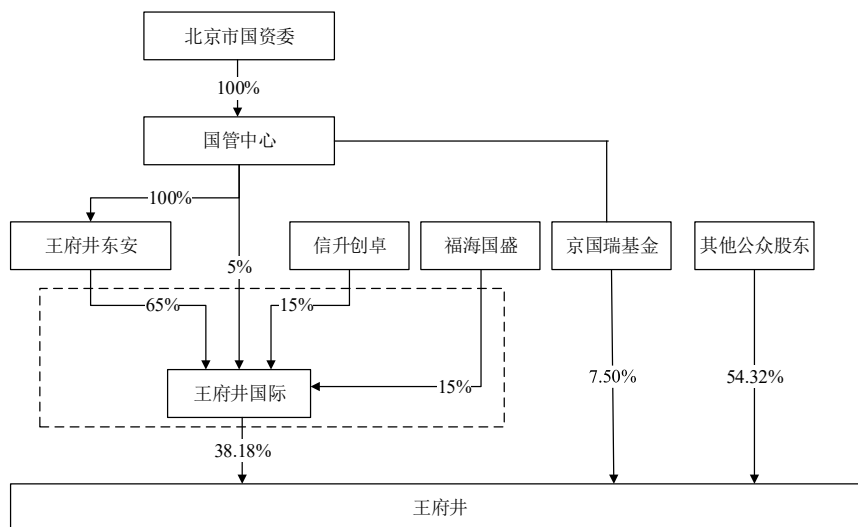 北京市国资委
100%
国管中心
100%
王府井东安
5%
信升创卓
福海国盛
京国瑞基金
其他公众股东
65%
15%
王府井国际
15%
7.50%
54.32%
38.18%
王府井